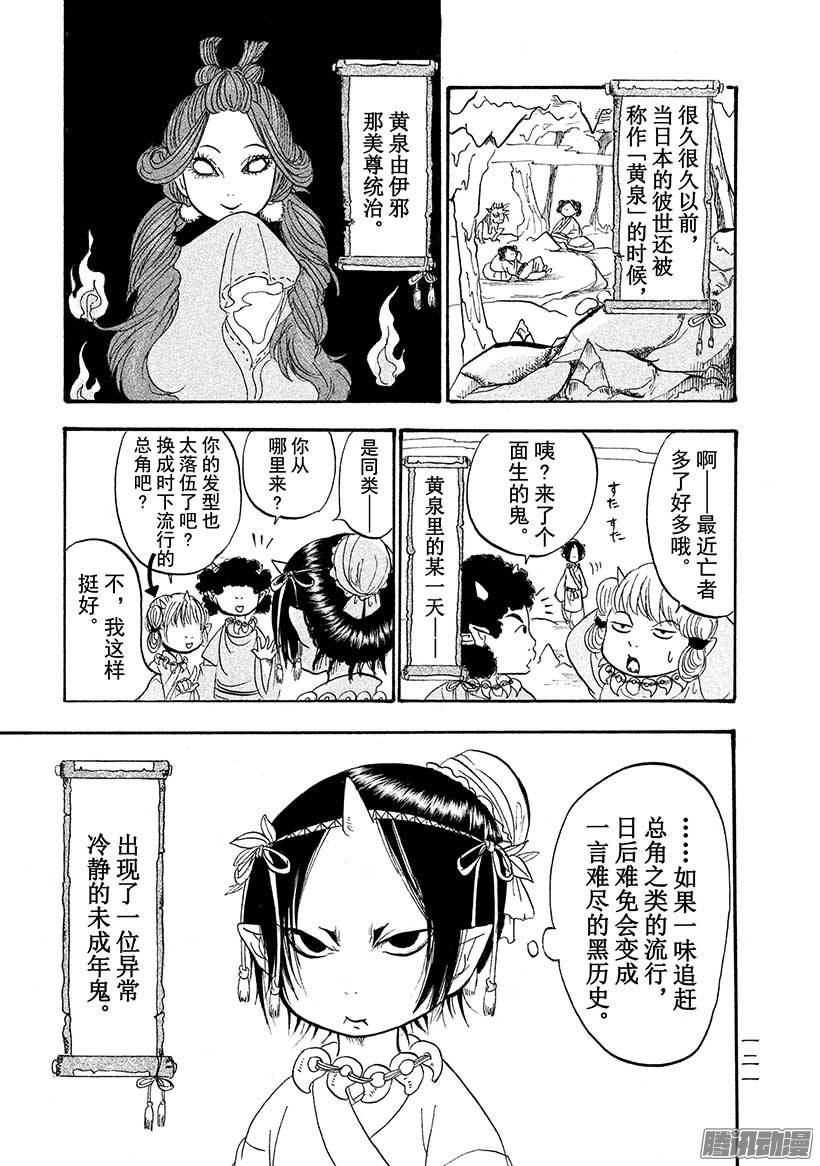 很久很久以前，
当日本的彼世还被
称作「黄泉」的时候，
黄泉由伊邪
那美尊统治。
啊——最近亡者
多了好多哦。
すた すた
咦？来了个
面生的鬼。
黄泉里的某一天——
是同类——
你从
哪里来？
你的发型也
太落伍了吧？
换成时下流行的
总角吧？
不，我这样
挺好。
……如果一味追赶
总角之类的流行，
日后难免会变成
一言难尽的黑历史。
出现了一位异常
冷静的未成年鬼。
一二一
腾讯动漫